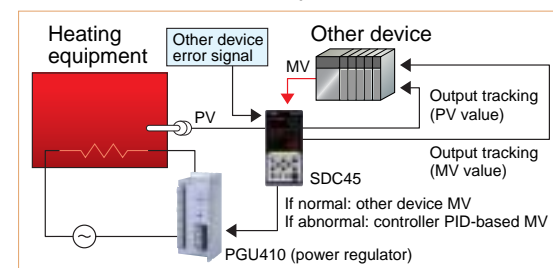 Heating
equipment
Other device
error signal
Other device
MV
PV
Output tracking
(PV value)
Output tracking
(MV value)
SDC45
If normal: other device MV
If abnormal: controller PID-based MV
PGU410 (power regulator)